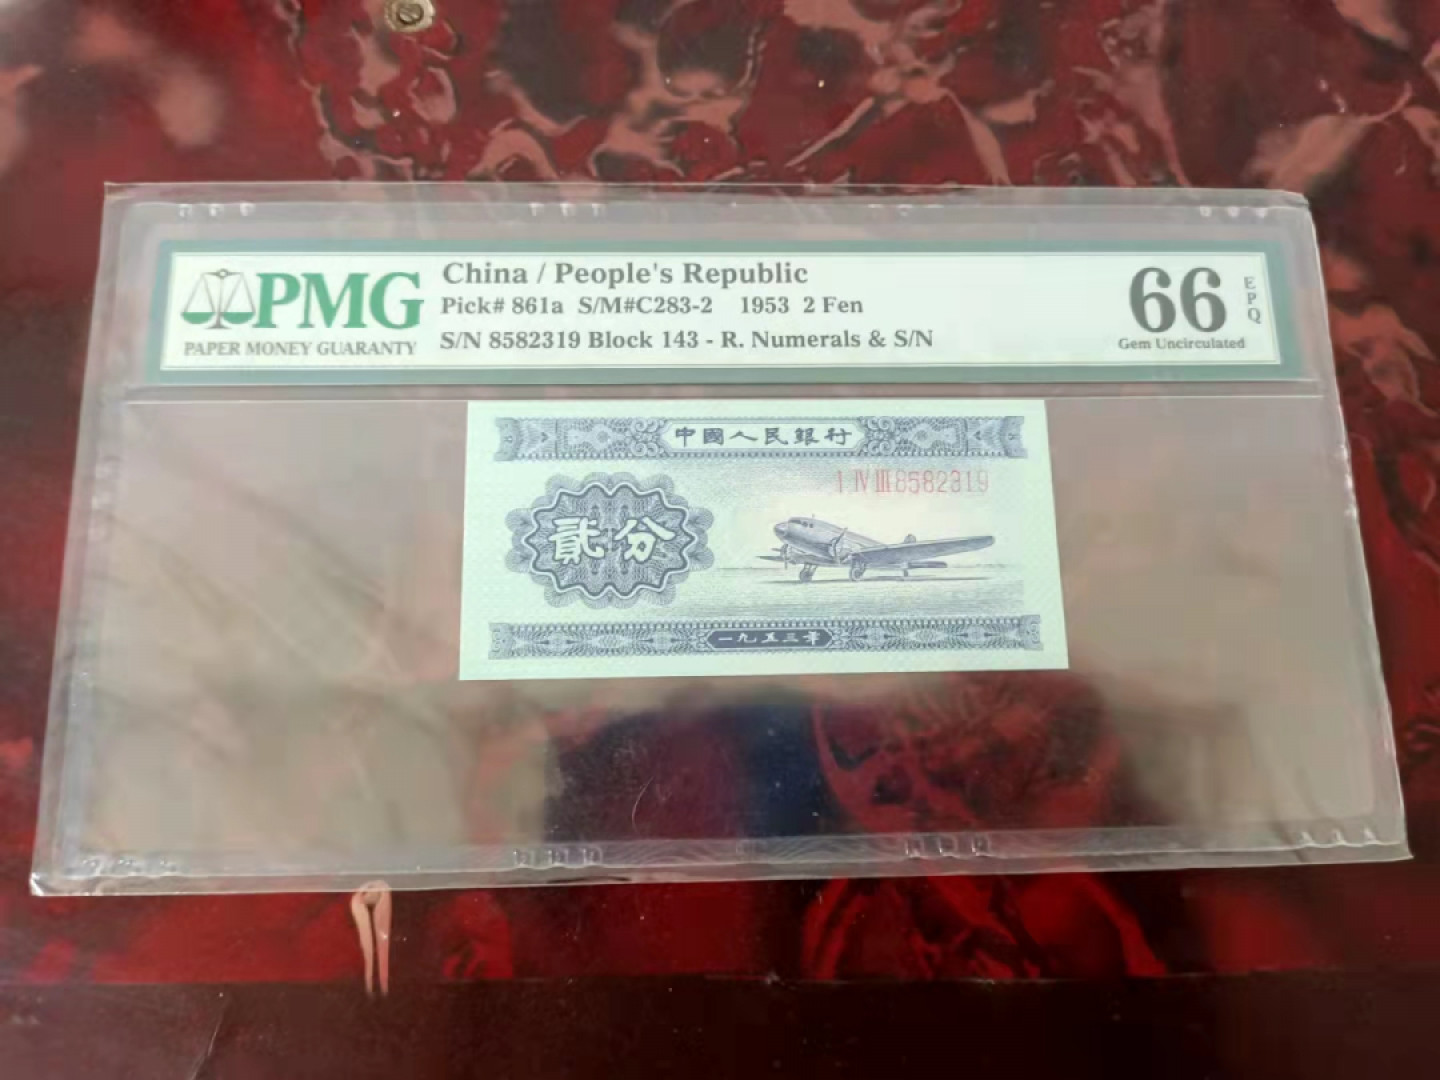 PMG
PAPER MONEY GUARANTY
China / People's Republic
Pick# 861a S/M#C283-2 1953 2 Fen
S/N 8582319 Block 143 - R. Numerals & S/N
66 EPQ
Gem Uncirculated
中國人民銀行
I IV III 8582319
貳分
一九五三年